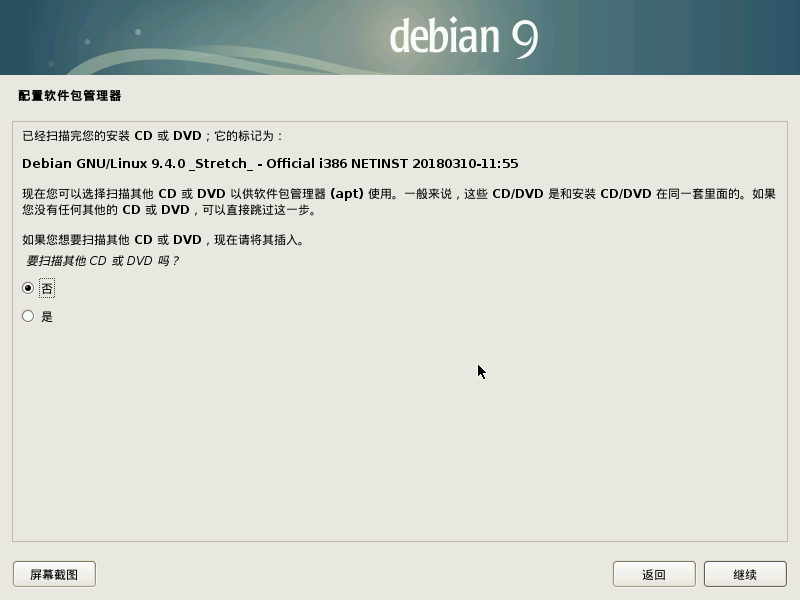 debian 9
配置软件包管理器
已经扫描完您的安装 CD 或 DVD；它的标记为：
Debian GNU/Linux 9.4.0 _Stretch_ - Official i386 NETINST 20180310-11:55
现在您可以选择扫描其他 CD 或 DVD 以供软件包管理器 (apt) 使用。一般来说，这些 CD/DVD 是和安装 CD/DVD 在同一套里面的。如果
您没有任何其他的 CD 或 DVD，可以直接跳过这一步。
如果您想要扫描其他 CD 或 DVD，现在请将其插入。
要扫描其他 CD 或 DVD 吗？
否
是
屏幕截图
返回
继续